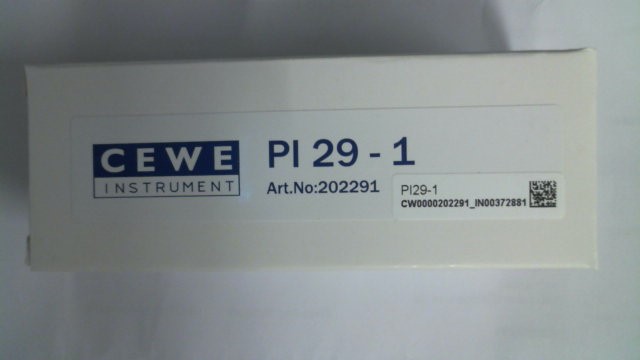 CEWE
INSTRUMENT
PI 29 - 1
Art.No:202291
PI29-1
CW0000202291_IN00372881